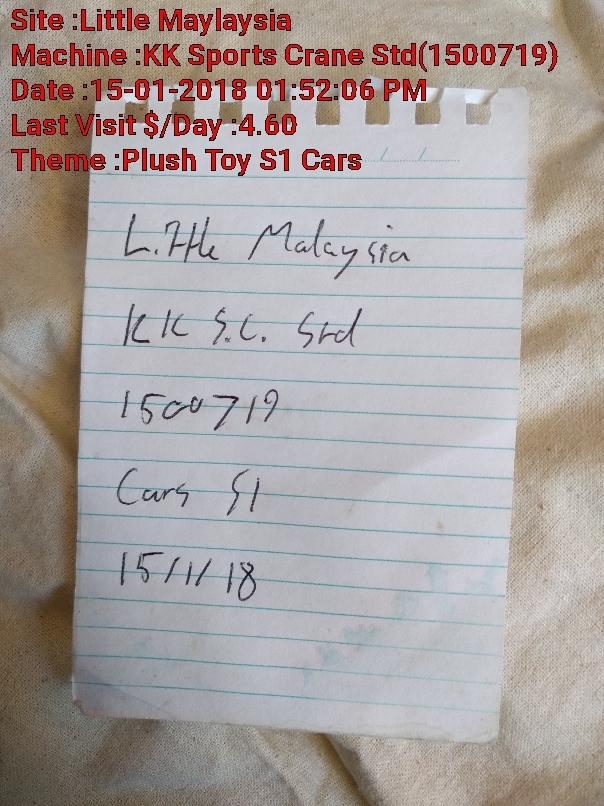 Site :Little Maylaysia
Machine :KK Sports Crane Std(1500719)
Date :15-01-2018 01:52:06 PM
Last Visit $/Day :4.60
Theme :Plush Toy S1 Cars
Little Malaysia
KK S.C. Std
1500719
Cars S1
15/1/18